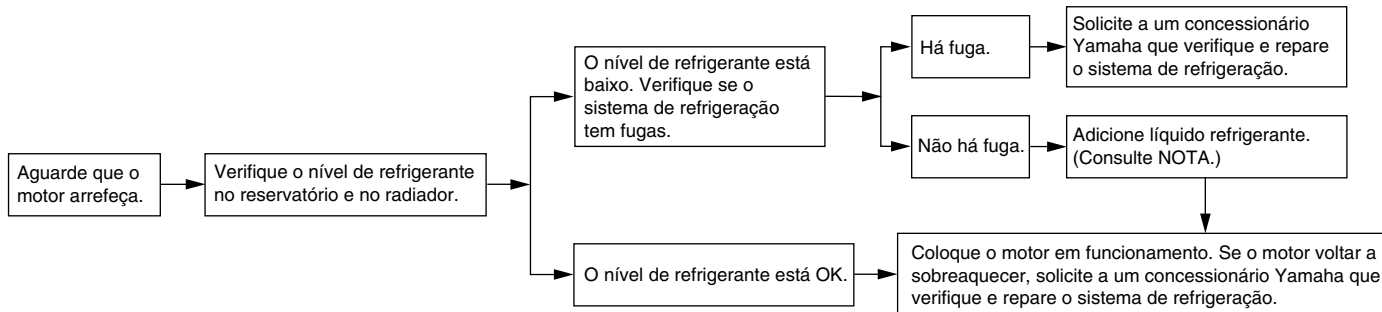 Aguarde que o
motor arrefeça.
Verifique o nível de refrigerante
no reservatório e no radiador.
O nível de refrigerante está
baixo. Verifique se o
sistema de refrigeração
tem fugas.
Há fuga.
Solicite a um concessionário
Yamaha que verifique e repare
o sistema de refrigeração.
Não há fuga.
Adicione líquido refrigerante.
(Consulte NOTA.)
O nível de refrigerante está OK.
Coloque o motor em funcionamento. Se o motor voltar a
sobreaquecer, solicite a um concessionário Yamaha que
verifique e repare o sistema de refrigeração.